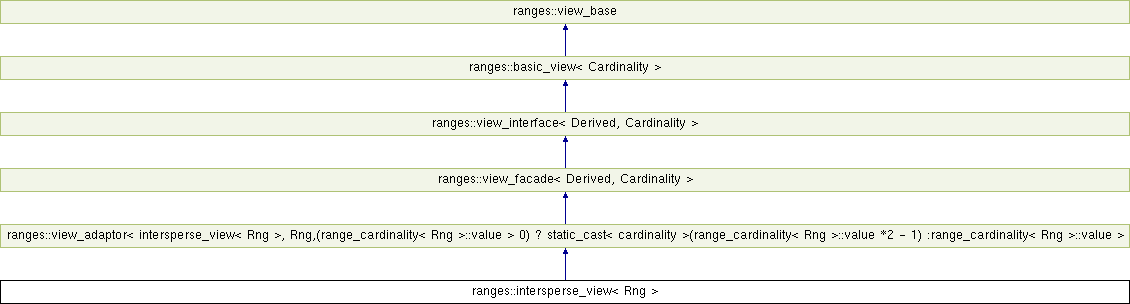 ranges::view_base
ranges::basic_view< Cardinality >
ranges::view_interface< Derived, Cardinality >
ranges::view_facade< Derived, Cardinality >
ranges::view_adaptor< intersperse_view< Rng >, Rng,(range_cardinality< Rng >::value > 0) ? static_cast< cardinality >(range_cardinality< Rng >::value *2 - 1) :range_cardinality< Rng >::value >
ranges::intersperse_view< Rng >